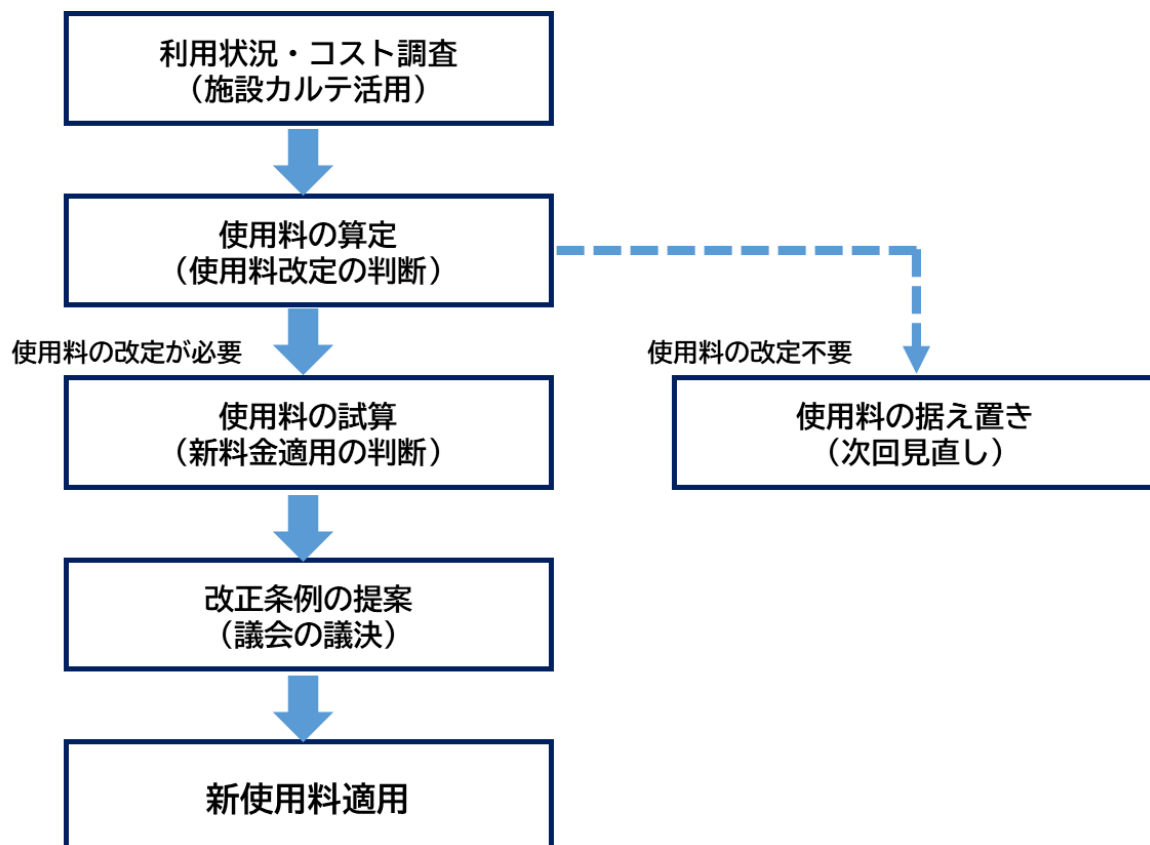 利用状況・コスト調査
（施設カルテ活用）
使用料の算定
（使用料改定の判断）
使用料の改定が必要
使用料の改定不要
使用料の試算
（新料金適用の判断）
使用料の据え置き
（次回見直し）
改正条例の提案
（議会の議決）
新使用料適用